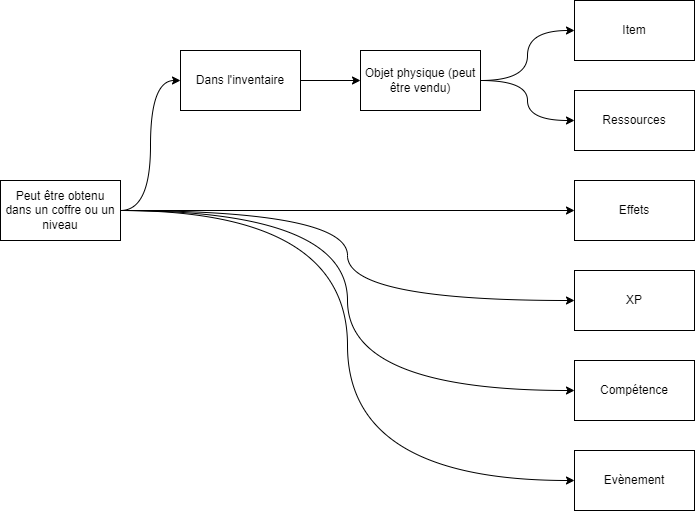 Item
Dans l'inventaire
Objet physique (peut
être vendu)
Ressources
Peut être obtenu
dans un coffre ou un
niveau
Effets
XP
Compétence
Evènement